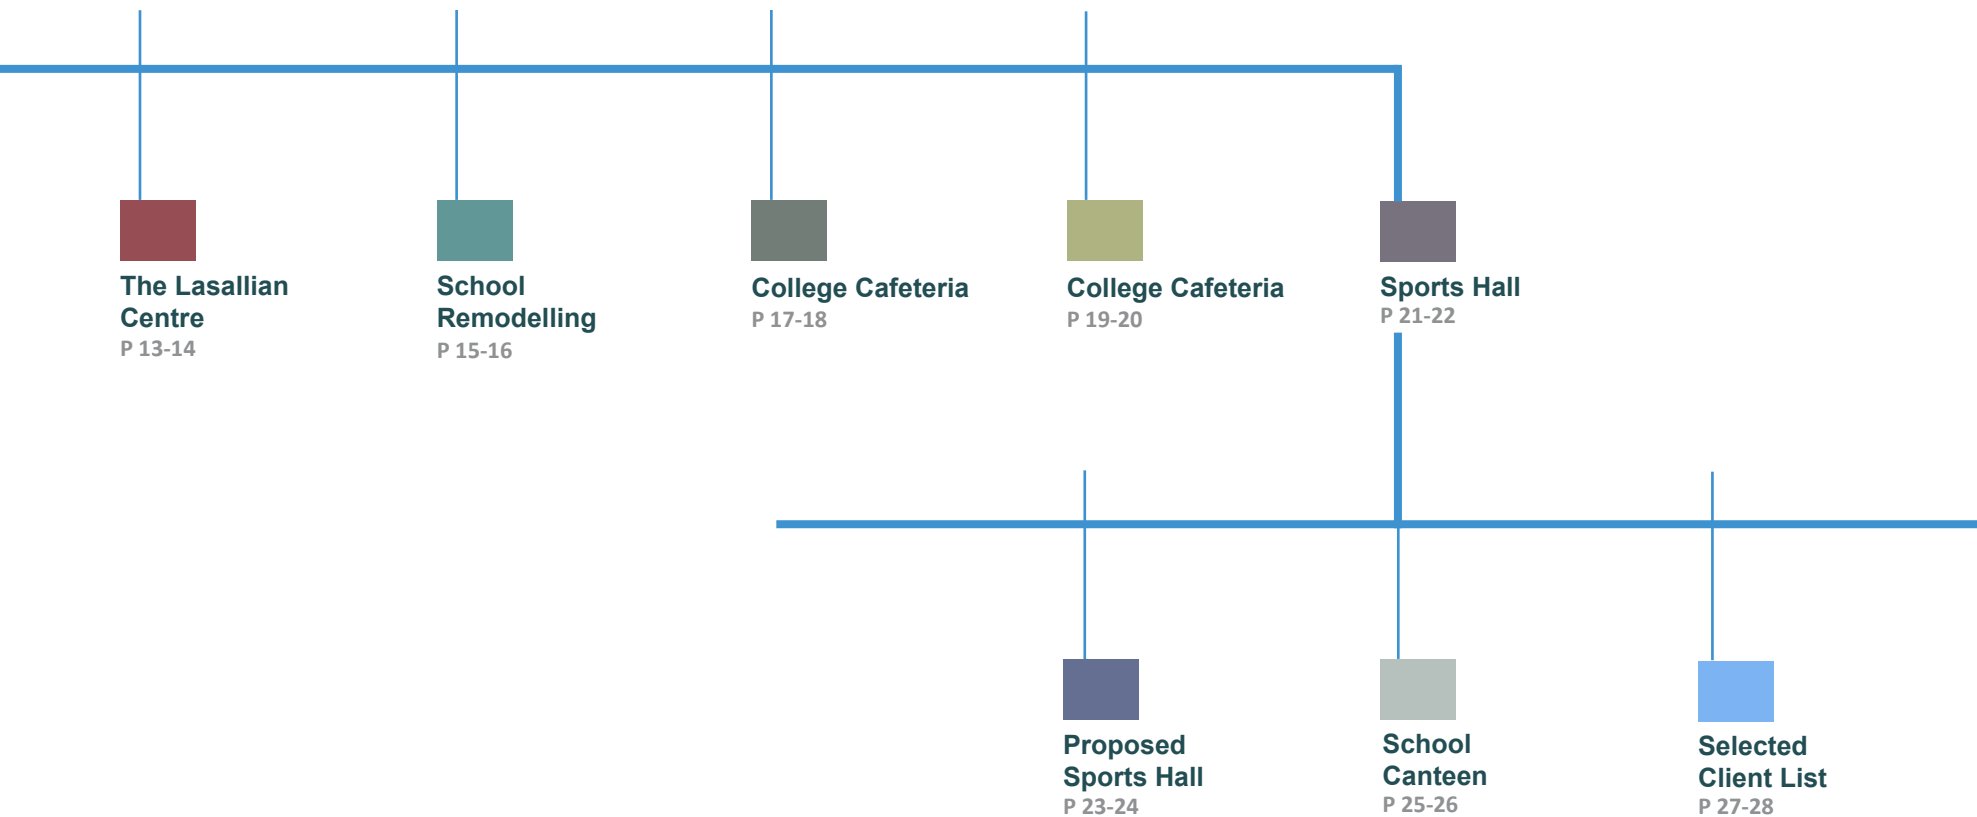 The Lasallian
Centre
P 13-14
School
Remodelling
P 15-16
College Cafeteria
P 17-18
College Cafeteria
P 19-20
Sports Hall
P 21-22
Proposed
Sports Hall
P 23-24
School
Canteen
P 25-26
Selected
Client List
P 27-28